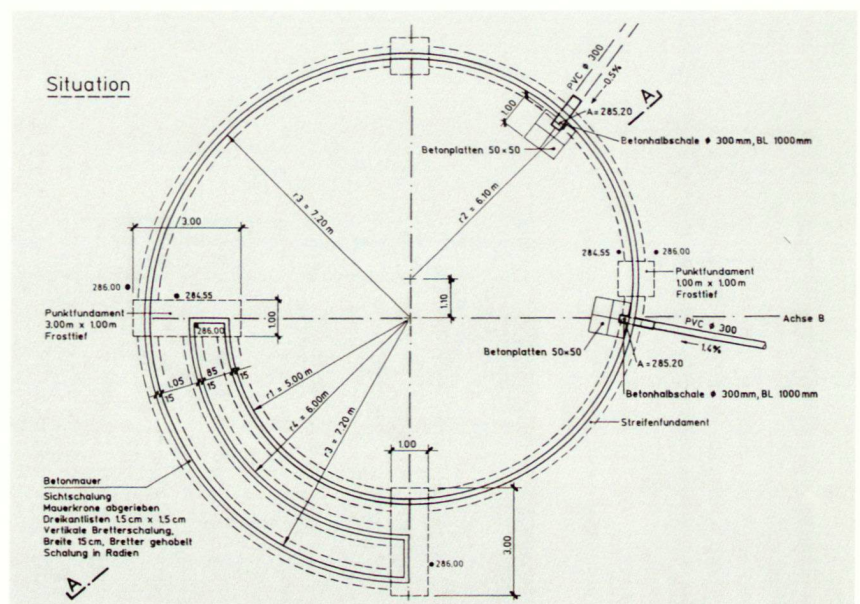 Situation
PVC ⌀ 300
-0.5%
A
1.00
A = 285,20
Betonhalbschale ⌀ 300mm, BL 1000mm
Betonplatten 50×50
r3 = 7.20 m
r2 = 6.10 m
3.00
284.55
286.00
286.00
284.55
Punktfundament
1.00m x 1.00m
Frosttief
1.10
Punktfundament
3.00m x 1.00m
Frosttief
1.00
286.00
Achse B
PVC ⌀ 300
1.4%
Betonplatten 50×50
A = 285.20
1.05
85
15
15
15
r1 = 5.00m
r4 = 6.00m
r3 = 7.20m
Betonhalbschale ⌀ 300mm, BL 1000mm
Streifenfundament
1.00
Betonmauer
Sichtschalung
Mauerkrone abgerieben
Dreikantlisten 1.5cm x 1.5cm
Vertikale Bretterschalung,
Breite 15cm, Bretter gehobelt
Schalung in Radien
3.00
286.00
A